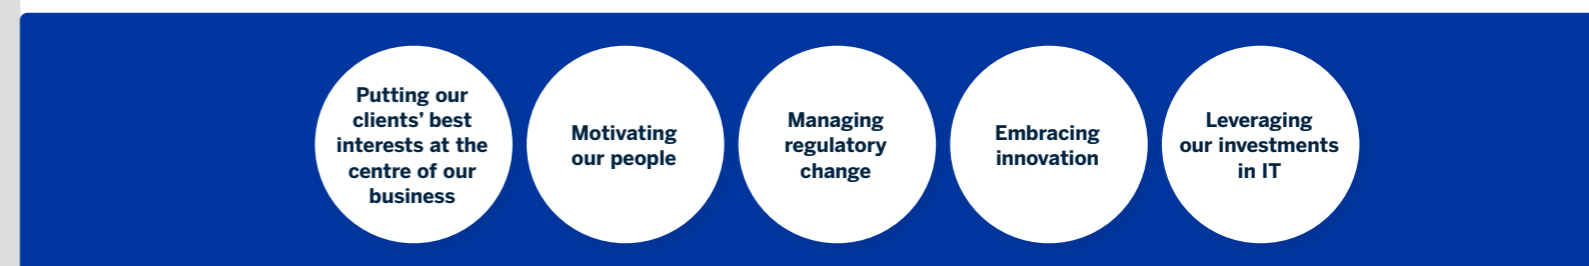 Putting our
clients’ best
interests at the
centre of our
business
Motivating
our people
Managing
regulatory
change
Embracing
innovation
Leveraging
our investments
in IT